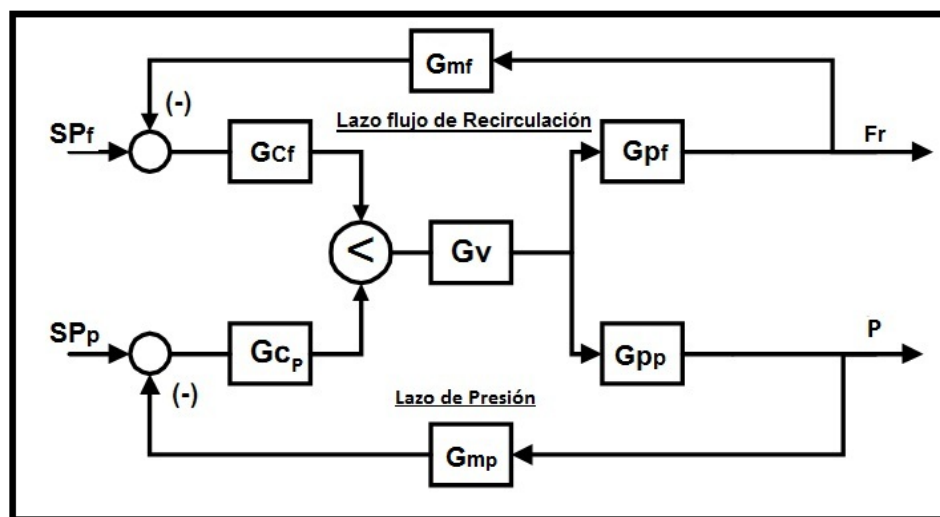 Gmf
(-)
Lazo flujo de Recirculación
SPf
GCf
Gpf
Fr
<
Gv
SPp
GcP
Gpp
P
(-)
Lazo de Presión
Gmp